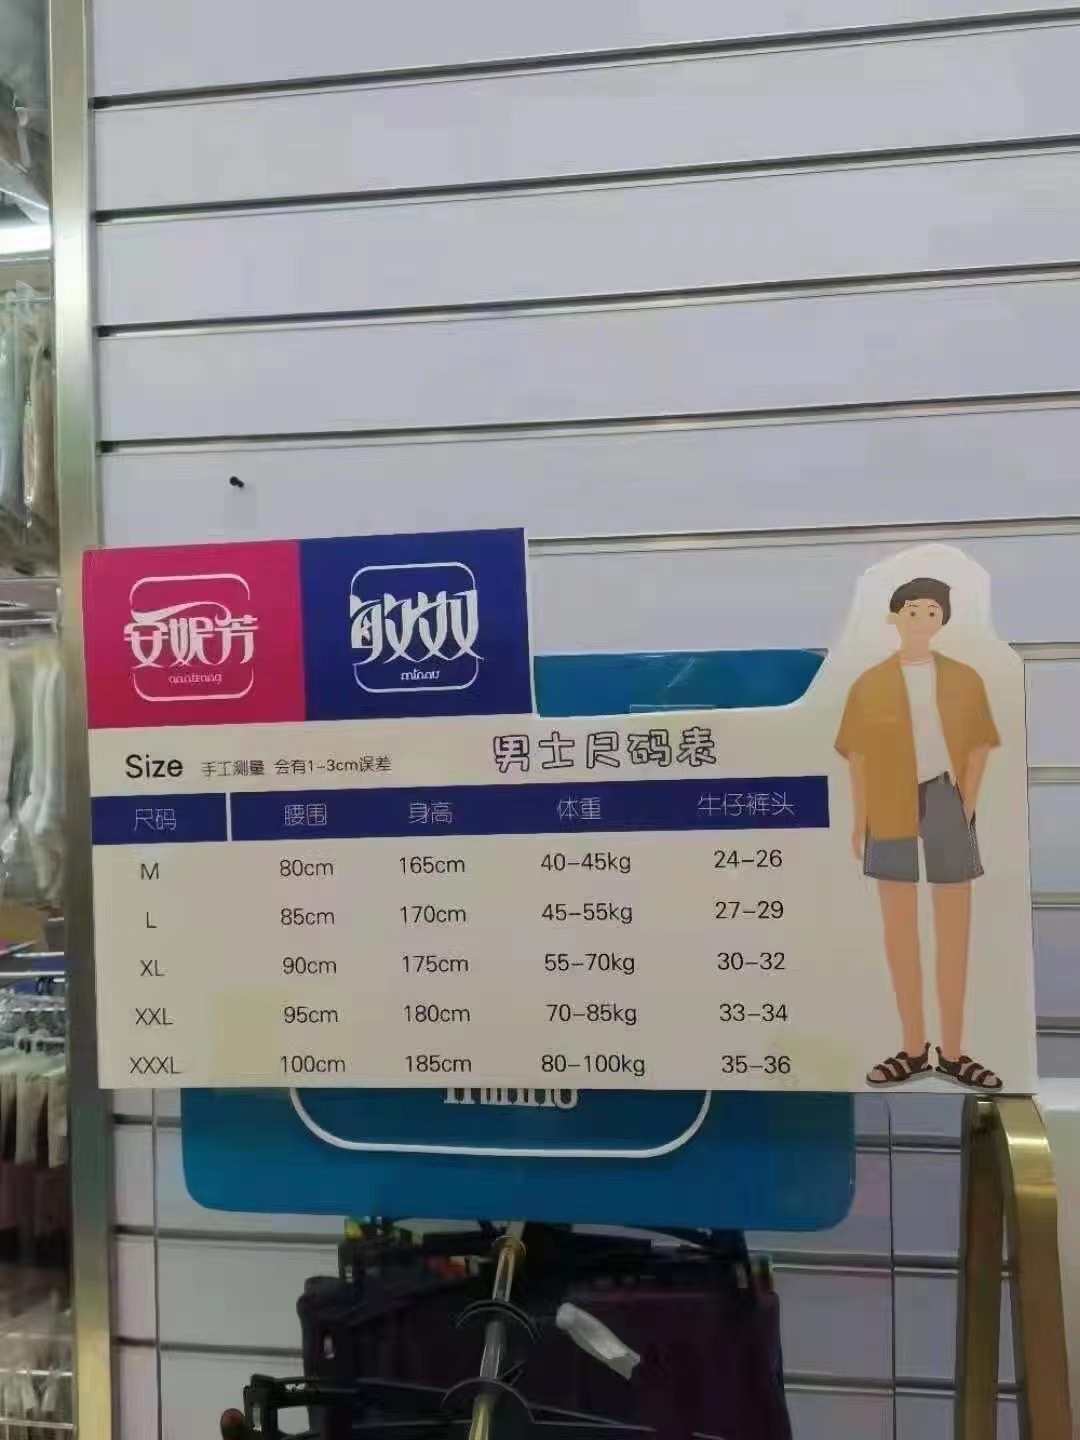 安妮芳
敏奴
minnu
Size 手工测量 会有1-3cm误差
男士尺码表
尺码 腰围 身高 体重 牛仔裤头
M 80cm 165cm 40-45kg 24-26
L 85cm 170cm 45-55kg 27-29
XL 90cm 175cm 55-70kg 30-32
XXL 95cm 180cm 70-85kg 33-34
XXXL 100cm 185cm 80-100kg 35-36